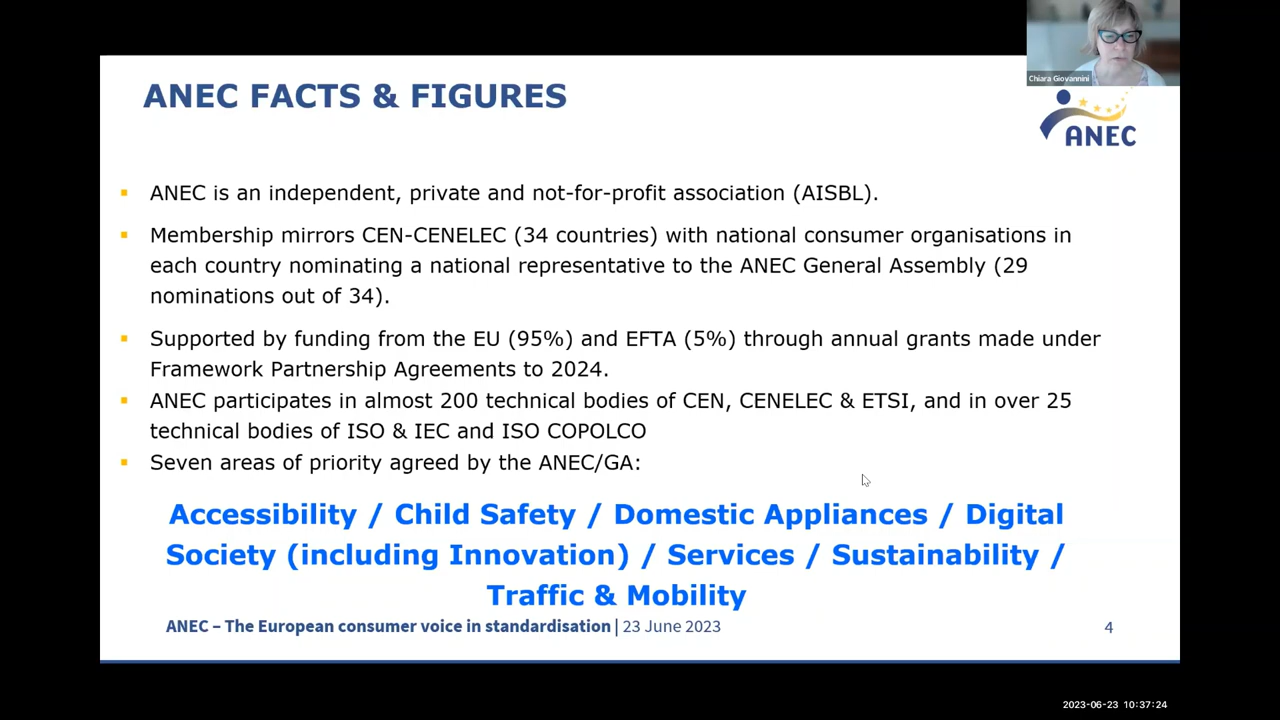 Chiara Giovannini
ANEC FACTS & FIGURES
ANEC
▪ ANEC is an independent, private and not-for-profit association (AISBL).
▪ Membership mirrors CEN-CENELEC (34 countries) with national consumer organisations in
each country nominating a national representative to the ANEC General Assembly (29
nominations out of 34).
▪ Supported by funding from the EU (95%) and EFTA (5%) through annual grants made under
Framework Partnership Agreements to 2024.
▪ ANEC participates in almost 200 technical bodies of CEN, CENELEC & ETSI, and in over 25
technical bodies of ISO & IEC and ISO COPOLCO
▪ Seven areas of priority agreed by the ANEC/GA:
Accessibility / Child Safety / Domestic Appliances / Digital
Society (including Innovation) / Services / Sustainability /
Traffic & Mobility
ANEC – The European consumer voice in standardisation | 23 June 2023
4
2023-06-23 10:37:24